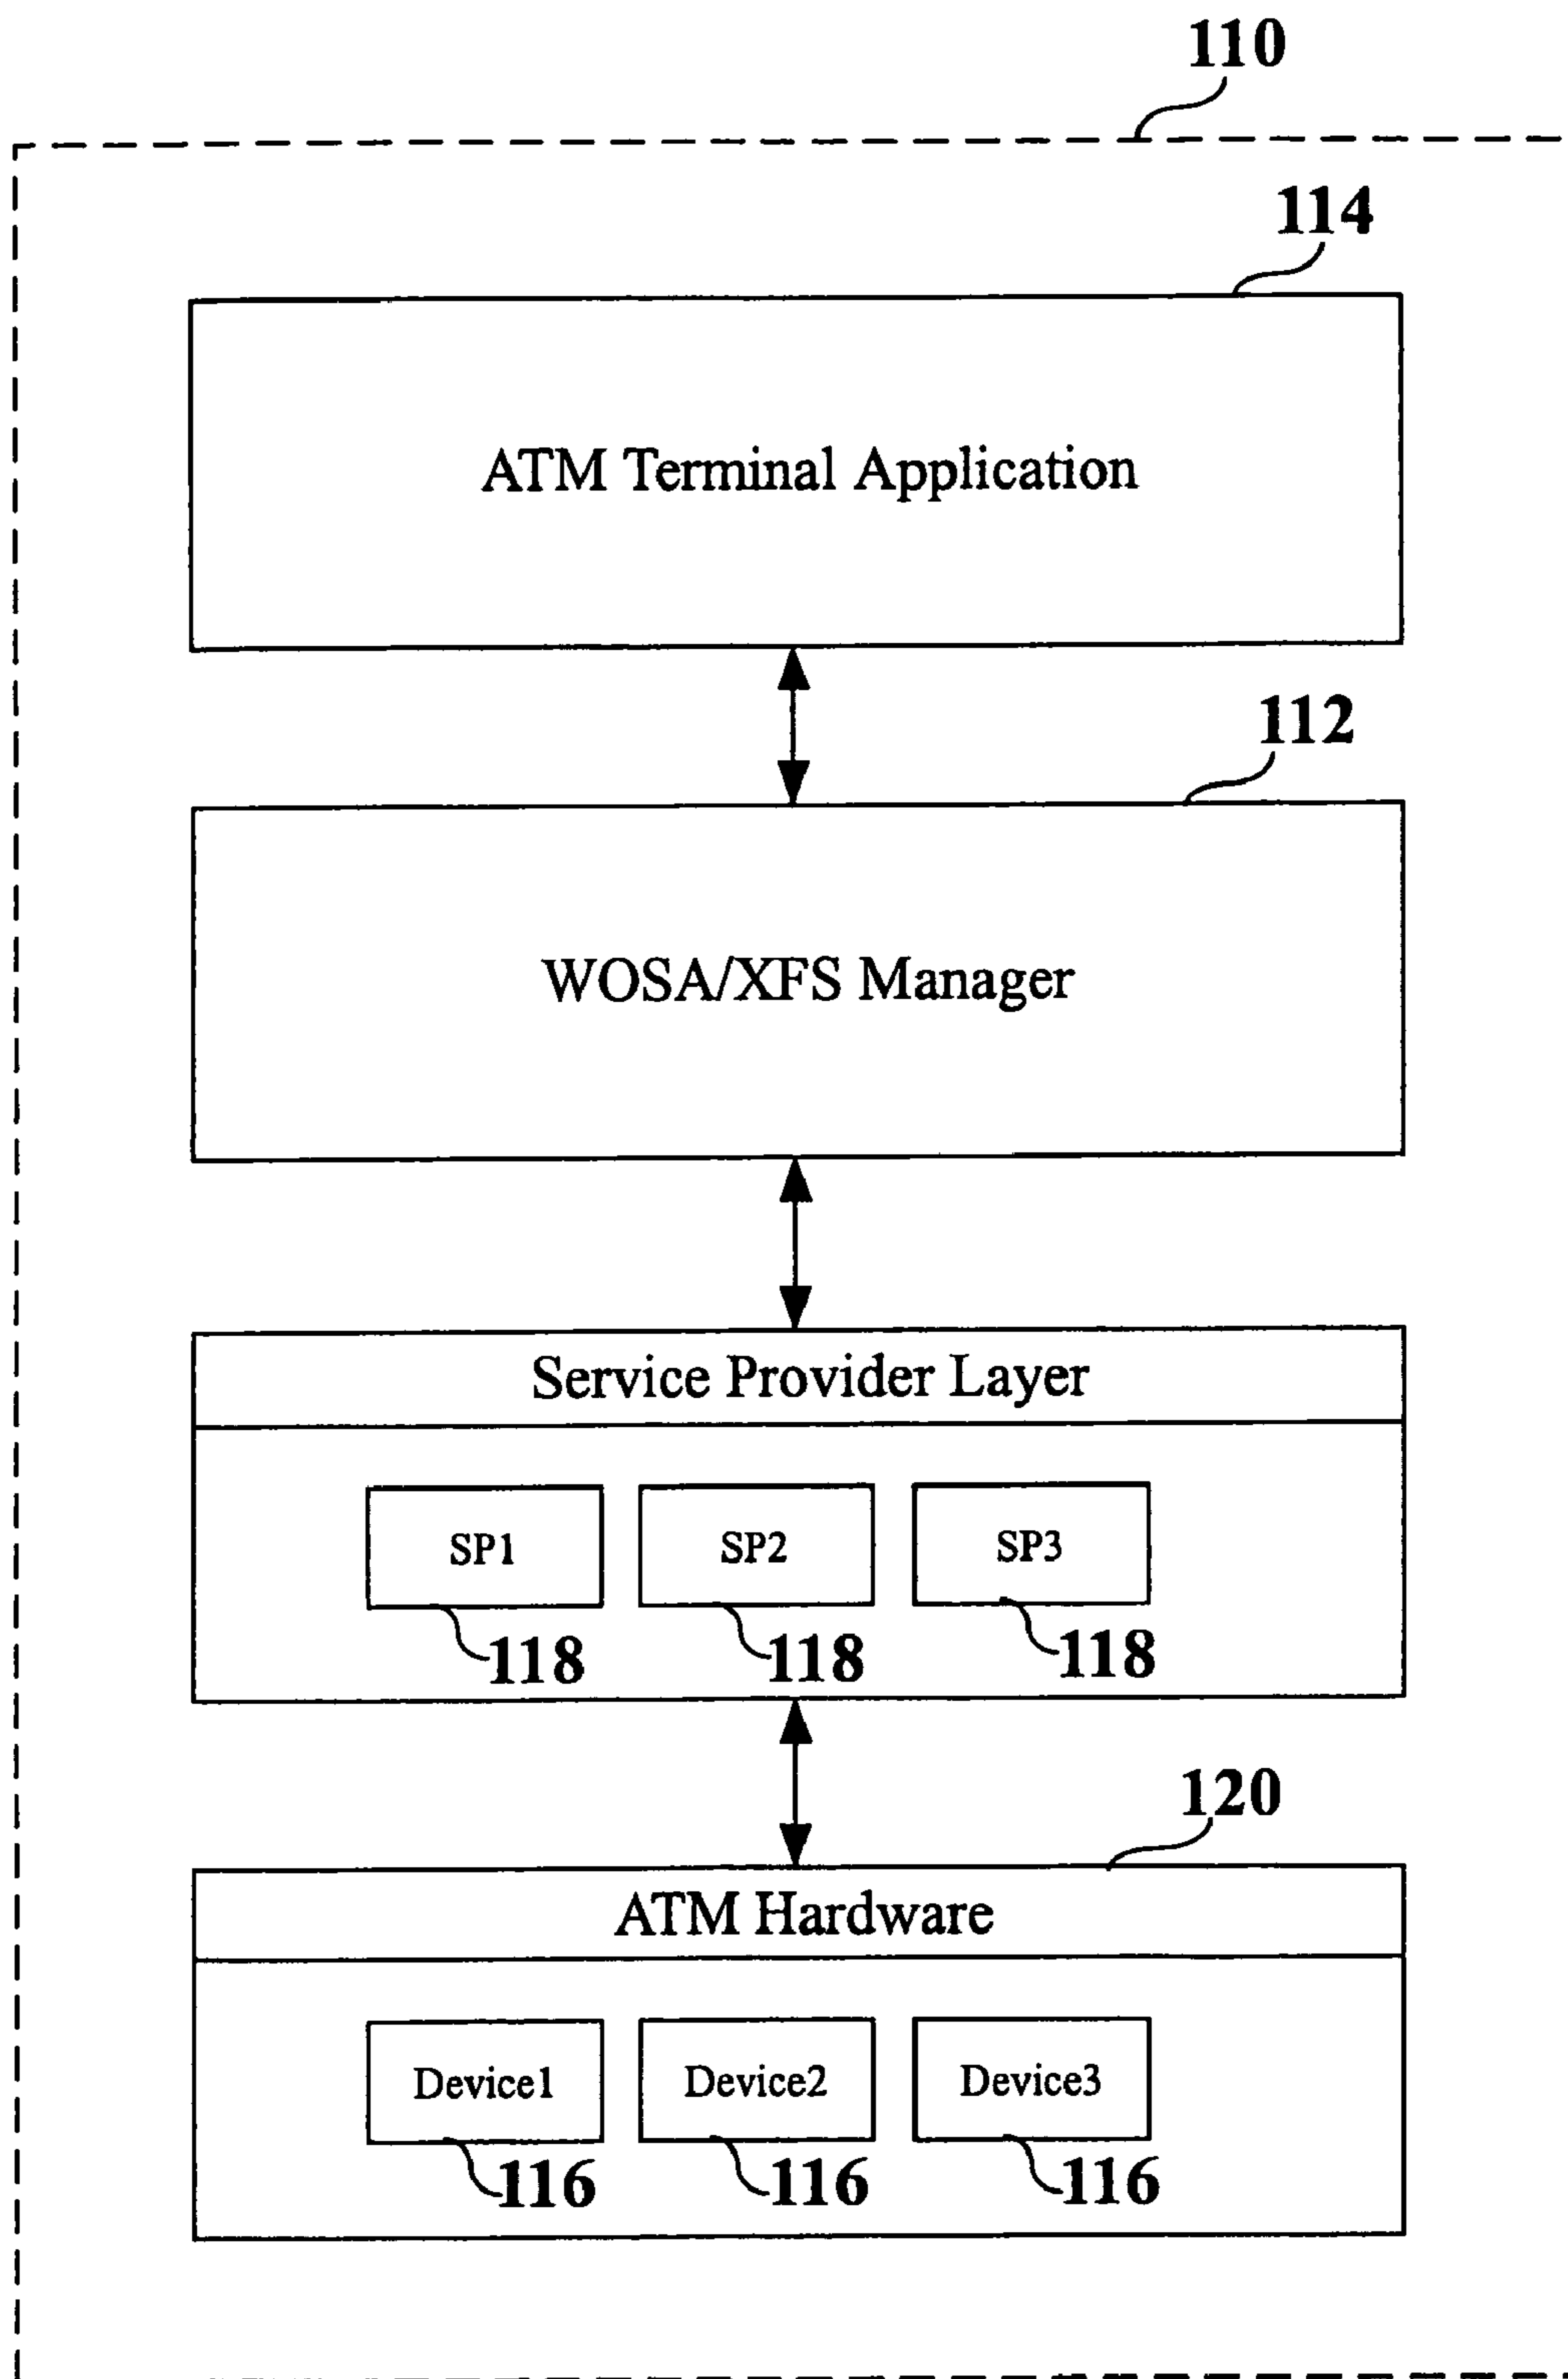 110
114
ATM Terminal Application
112
WOSA/XFS Manager
Service Provider Layer
SP1 SP2 SP3
118 118 118
120
ATM Hardware
Device1 Device2 Device3
116 116 116